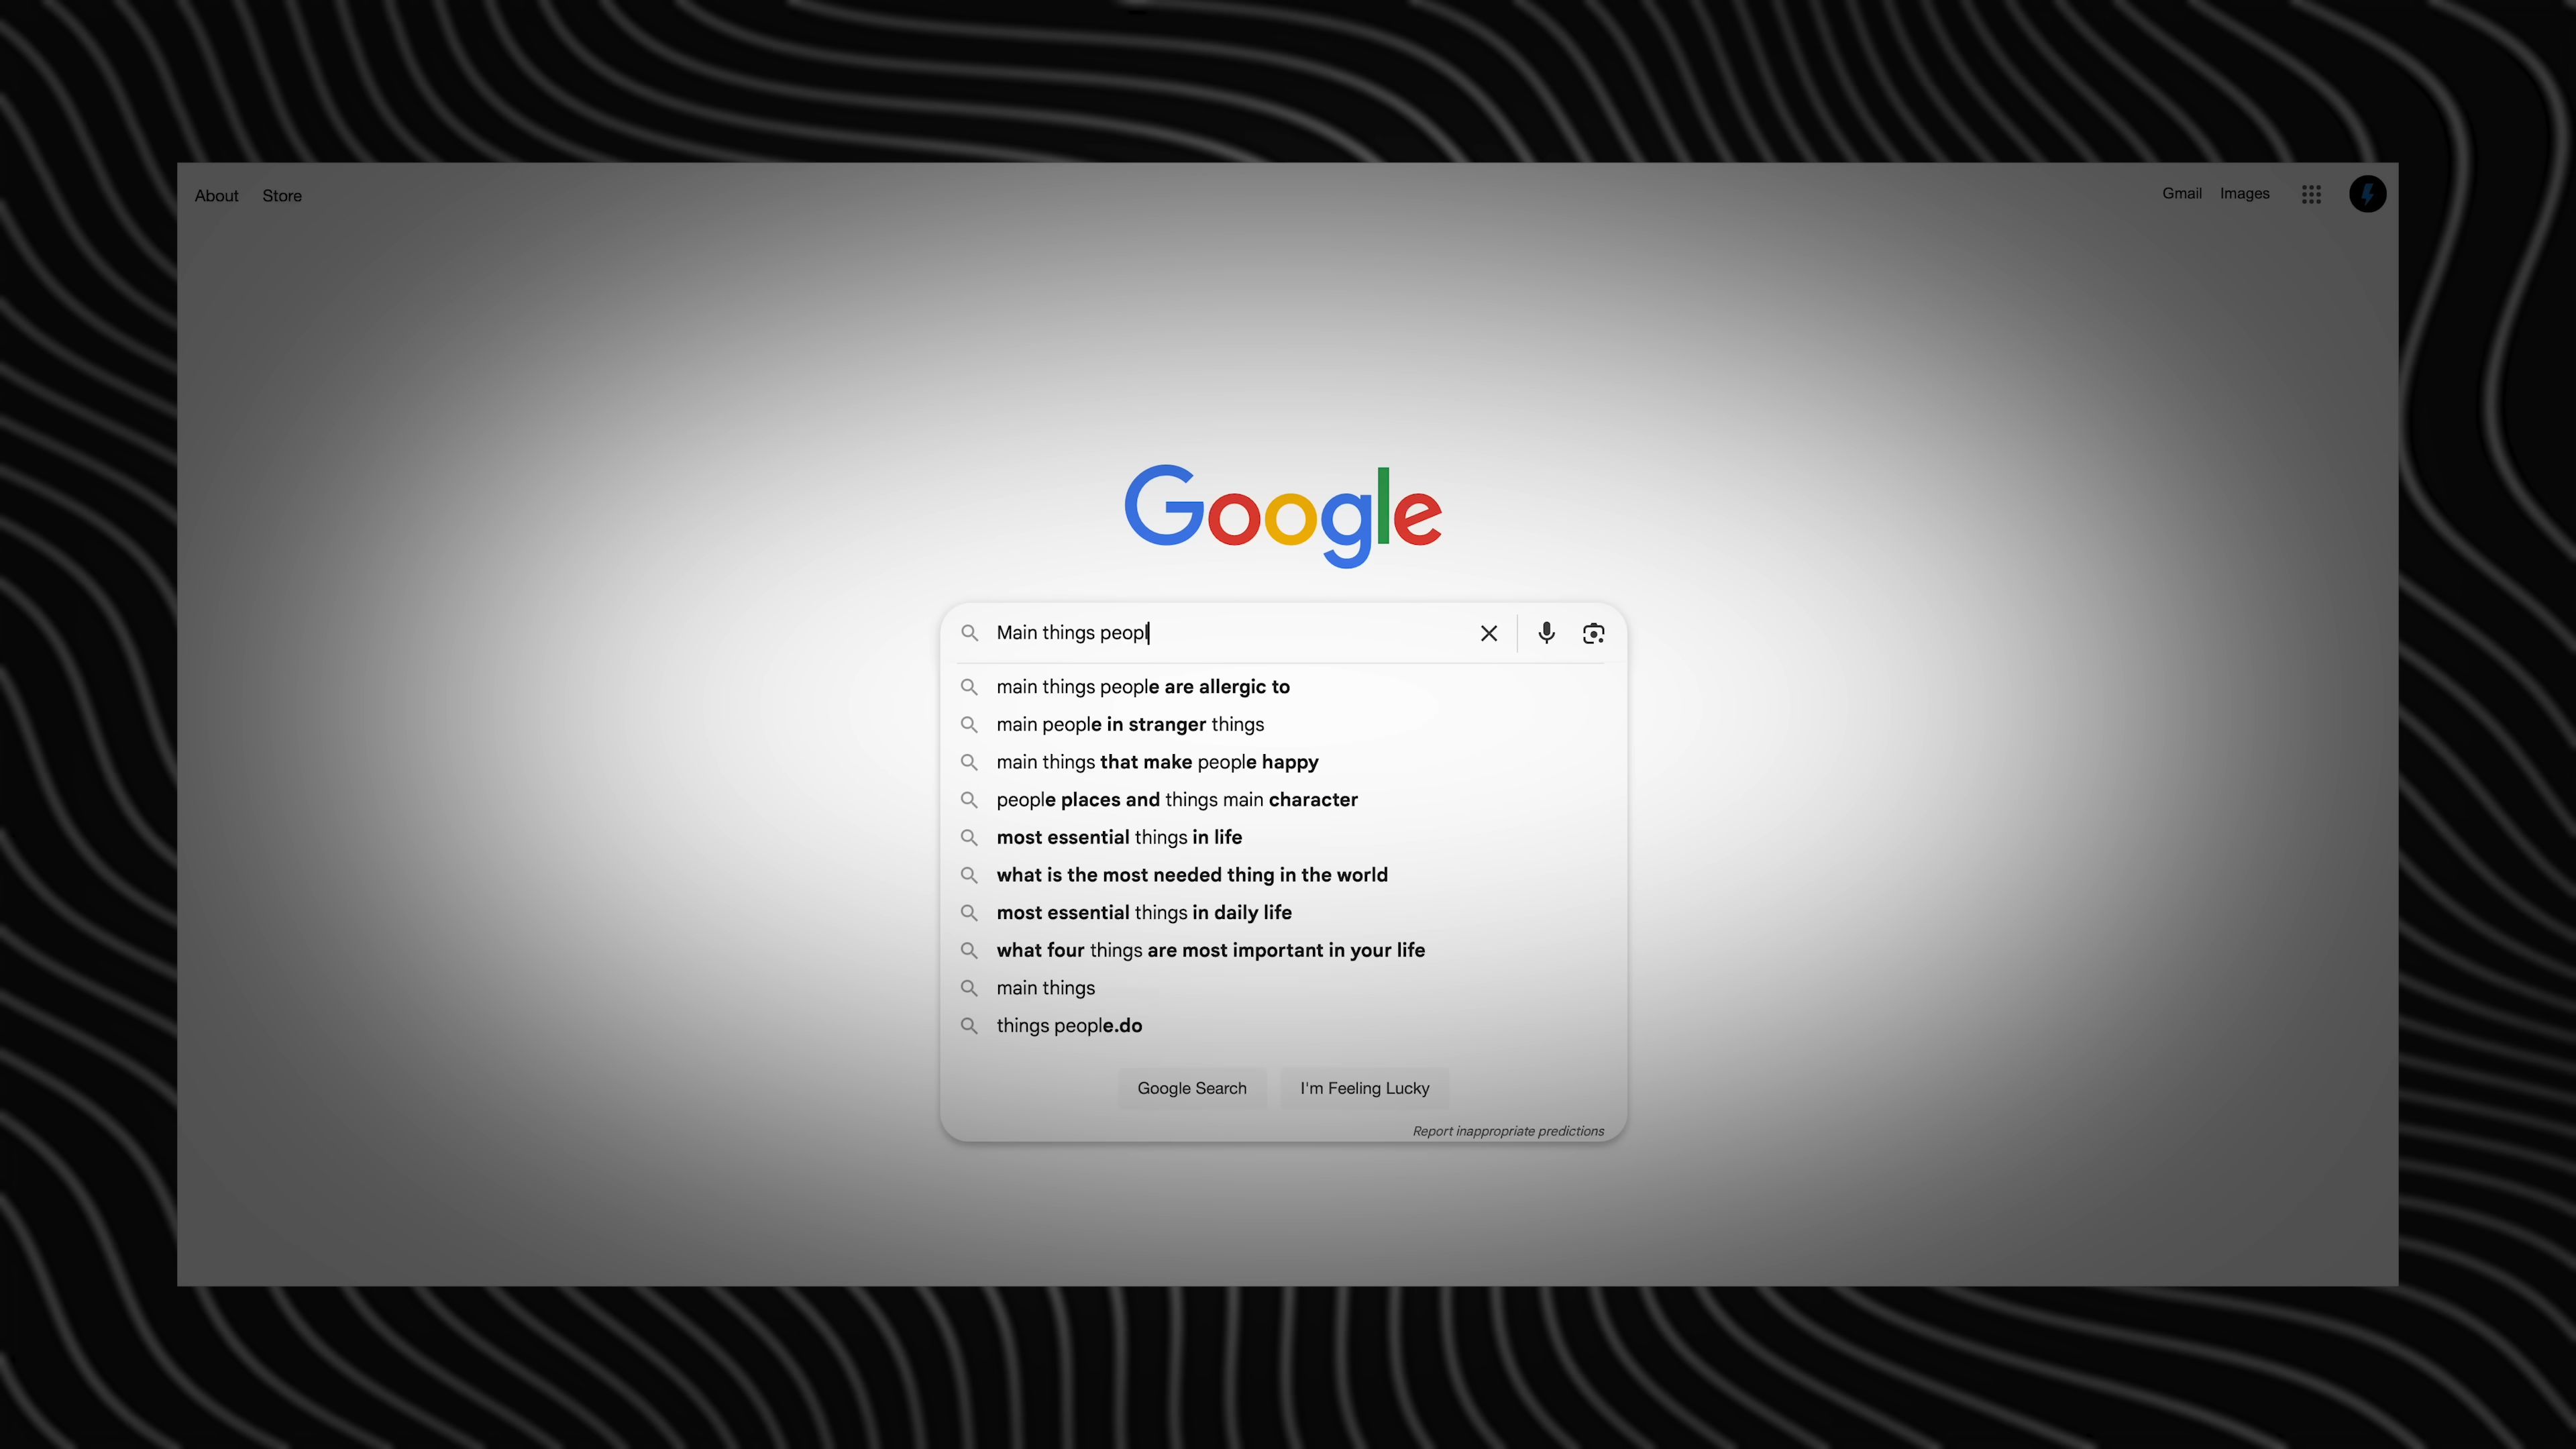 About Store
Gmail Images
Google
Main things peopl
main things people are allergic to
main people in stranger things
main things that make people happy
people places and things main character
most essential things in life
what is the most needed thing in the world
most essential things in daily life
what four things are most important in your life
main things
things people.do
Google Search I'm Feeling Lucky
Report inappropriate predictions